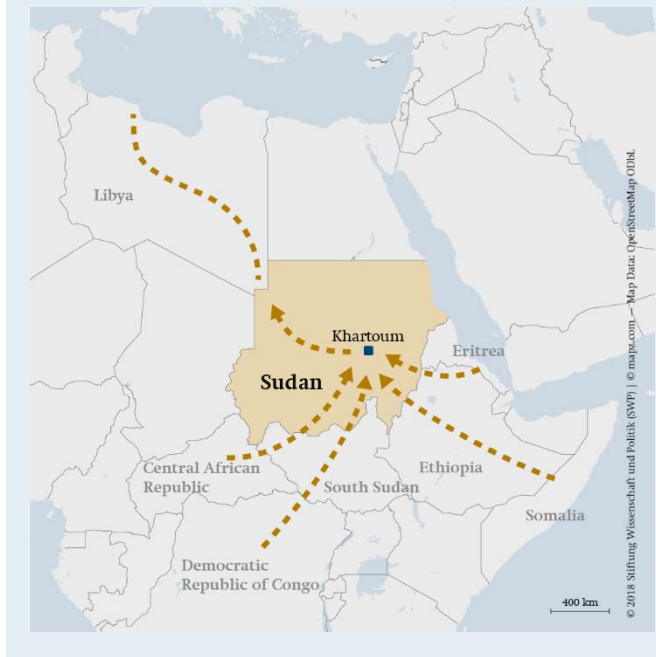 Libya
Khartoum
Eritrea
Sudan
Central African
Republic
South Sudan
Ethiopia
Somalia
Democratic
Republic of Congo
400 km
© 2018 Stiftung Wissenschaft und Politik (SWP) | © mapz.com – Map Data: OpenStreetMap ODbL